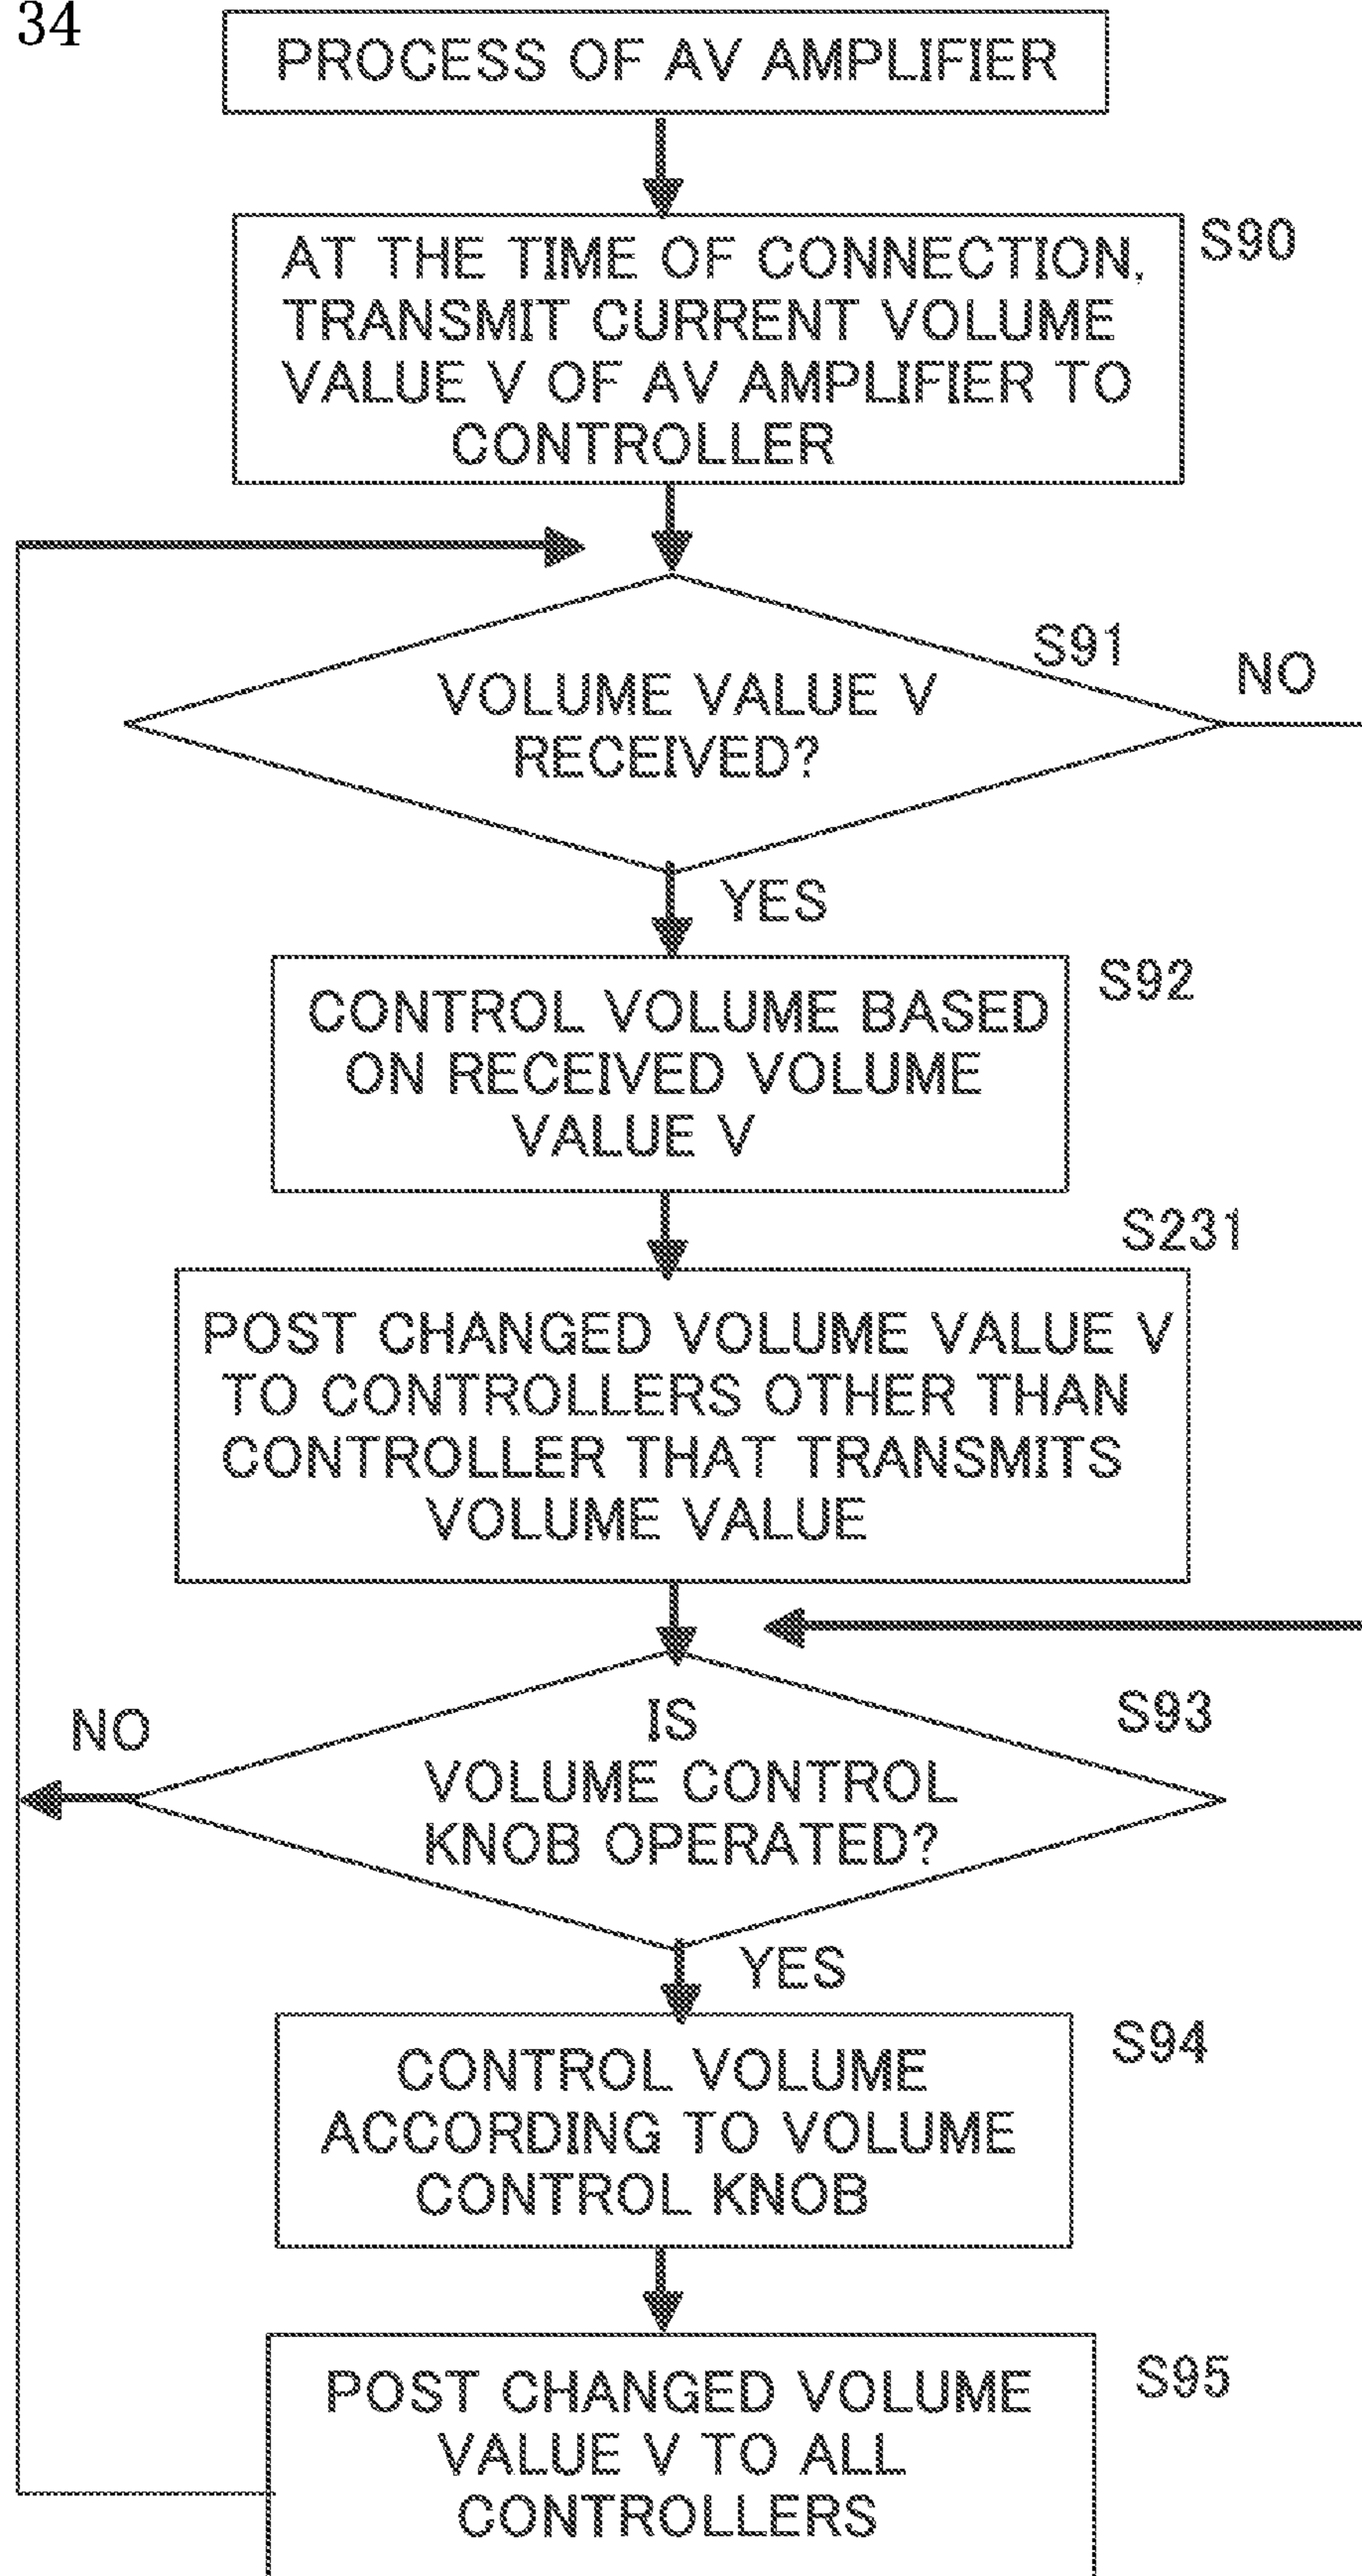 34
PROCESS OF AV AMPLIFIER
S90
AT THE TIME OF CONNECTION,
TRANSMIT CURRENT VOLUME
VALUE V OF AV AMPLIFIER TO
CONTROLLER
S91
NO
VOLUME VALUE V
RECEIVED?
YES
S92
CONTROL VOLUME BASED
ON RECEIVED VOLUME
VALUE V
S231
POST CHANGED VOLUME VALUE V
TO CONTROLLERS OTHER THAN
CONTROLLER THAT TRANSMITS
VOLUME VALUE
S93
NO
IS
VOLUME CONTROL
KNOB OPERATED?
YES
S94
CONTROL VOLUME
ACCORDING TO VOLUME
CONTROL KNOB
S95
POST CHANGED VOLUME
VALUE V TO ALL
CONTROLLERS